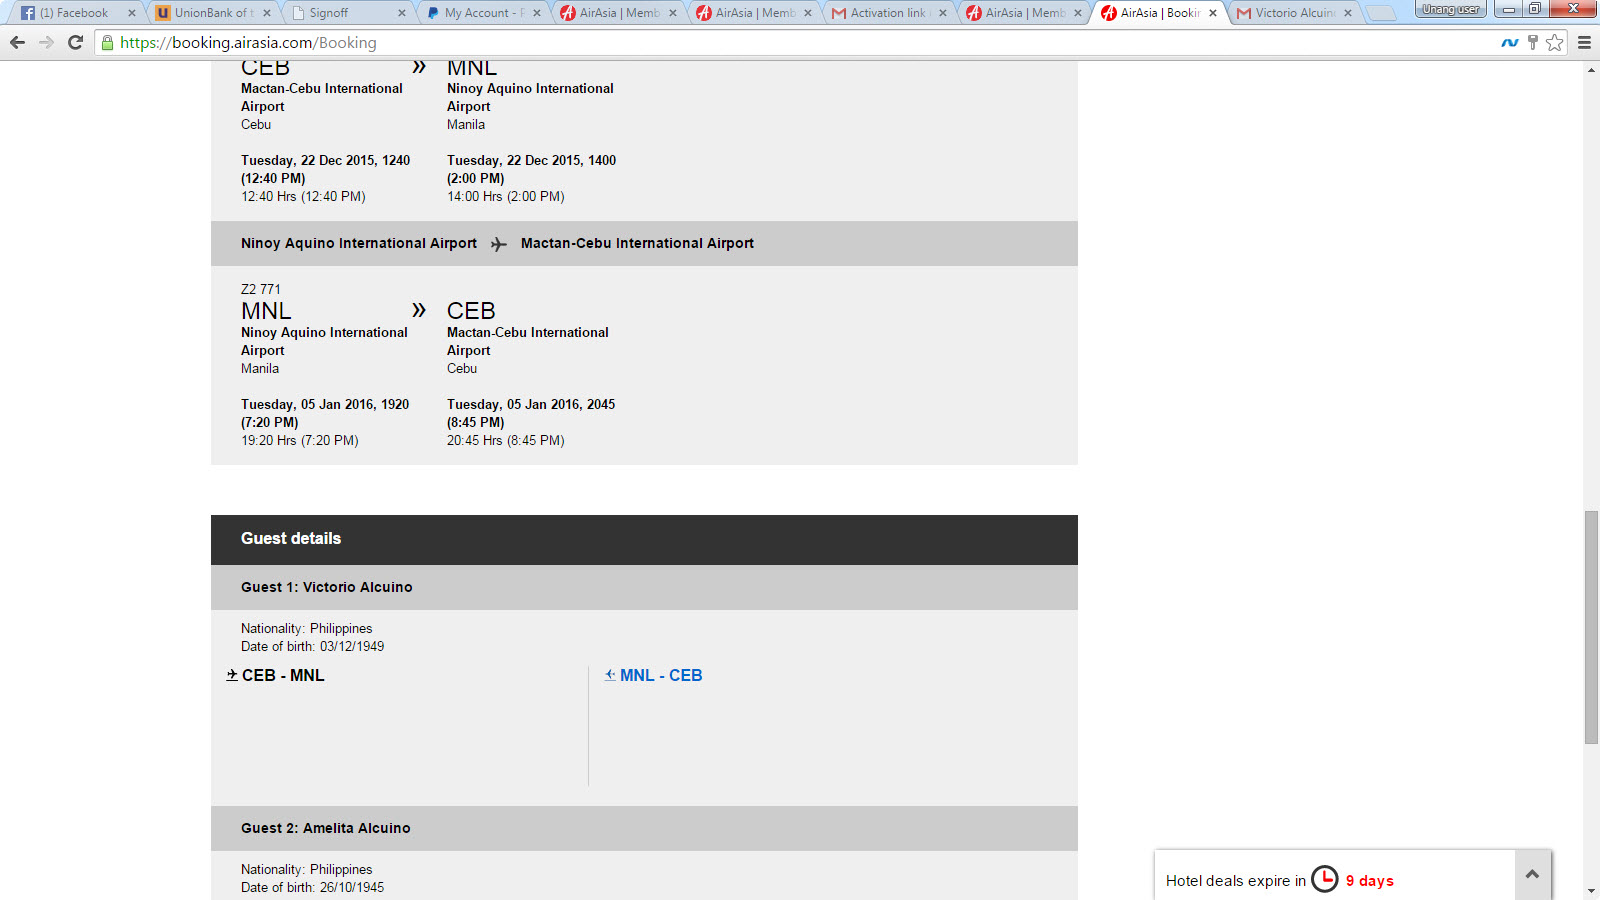 (1) Facebook
UnionBank of t
Signoff
My Account - P
AirAsia | Memb
AirAsia | Memb
Activation link
AirAsia | Memb
AirAsia | Bookin
Victorio Alcuin
Unang user
https://booking.airasia.com/Booking
CEB » MNL
Mactan-Cebu International Airport
Ninoy Aquino International Airport
Cebu
Manila
Tuesday, 22 Dec 2015, 1240 (12:40 PM)
Tuesday, 22 Dec 2015, 1400 (2:00 PM)
12:40 Hrs (12:40 PM)
14:00 Hrs (2:00 PM)
Ninoy Aquino International Airport Mactan-Cebu International Airport
Z2 771
MNL » CEB
Ninoy Aquino International Airport
Mactan-Cebu International Airport
Manila
Cebu
Tuesday, 05 Jan 2016, 1920 (7:20 PM)
Tuesday, 05 Jan 2016, 2045 (8:45 PM)
19:20 Hrs (7:20 PM)
20:45 Hrs (8:45 PM)
Guest details
Guest 1: Victorio Alcuino
Nationality: Philippines
Date of birth: 03/12/1949
CEB - MNL
MNL - CEB
Guest 2: Amelita Alcuino
Nationality: Philippines
Date of birth: 26/10/1945
Hotel deals expire in 9 days